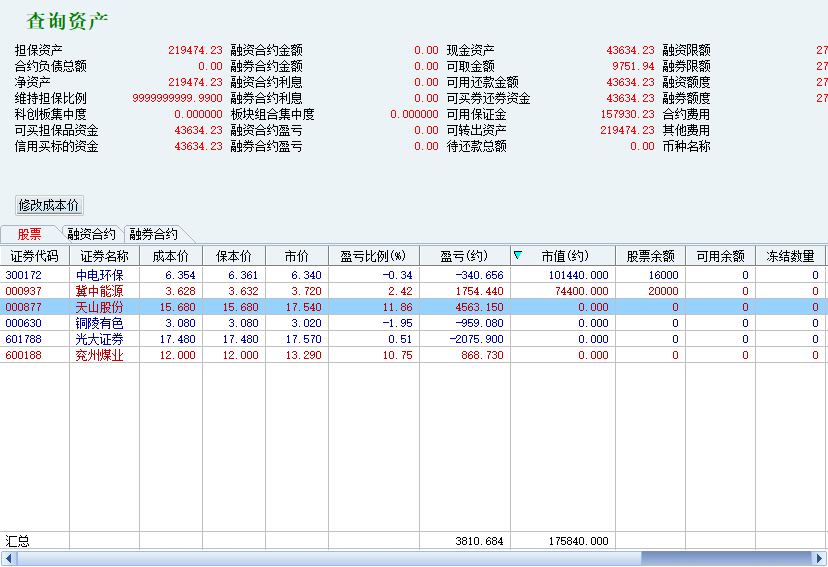 查询资产
担保资产 219474.23 融资合约金额 0.00 现金资产 43634.23 融资限额 27
合约负债总额 0.00 融券合约金额 0.00 可取金额 9751.94 融券限额 27
净资产 219474.23 融资合约利息 0.00 可用还款金额 43634.23 融资额度 27
维持担保比例 9999999999.9900 融券合约利息 0.00 可买券还券资金 43634.23 融券额度 27
科创板集中度 0.000000 板块组合集中度 0.000000 可用保证金 157930.23 合约费用
可买担保品资金 43634.23 融资合约盈亏 0.00 可转出资产 219474.23 其他费用
信用买标的资金 43634.23 融券合约盈亏 0.00 待还款总额 0.00 币种名称
修改成本价
股票 融资合约 融券合约
证券代码 证券名称 成本价 保本价 市价 盈亏比例(%) 盈亏(约) 市值(约) 股票余额 可用余额 冻结数量
300172 中电环保 6.354 6.361 6.340 -0.34 -340.656 101440.000 16000 0 0
000937 冀中能源 3.628 3.632 3.720 2.42 1754.440 74400.000 20000 0 0
000877 天山股份 15.680 15.680 17.540 11.86 4563.150 0.000 0 0 0
000630 铜陵有色 3.080 3.080 3.020 -1.95 -959.080 0.000 0 0 0
601788 光大证券 17.480 17.480 17.570 0.51 -2075.900 0.000 0 0 0
600188 兖州煤业 12.000 12.000 13.290 10.75 868.730 0.000 0 0 0
汇总 3810.684 175840.000